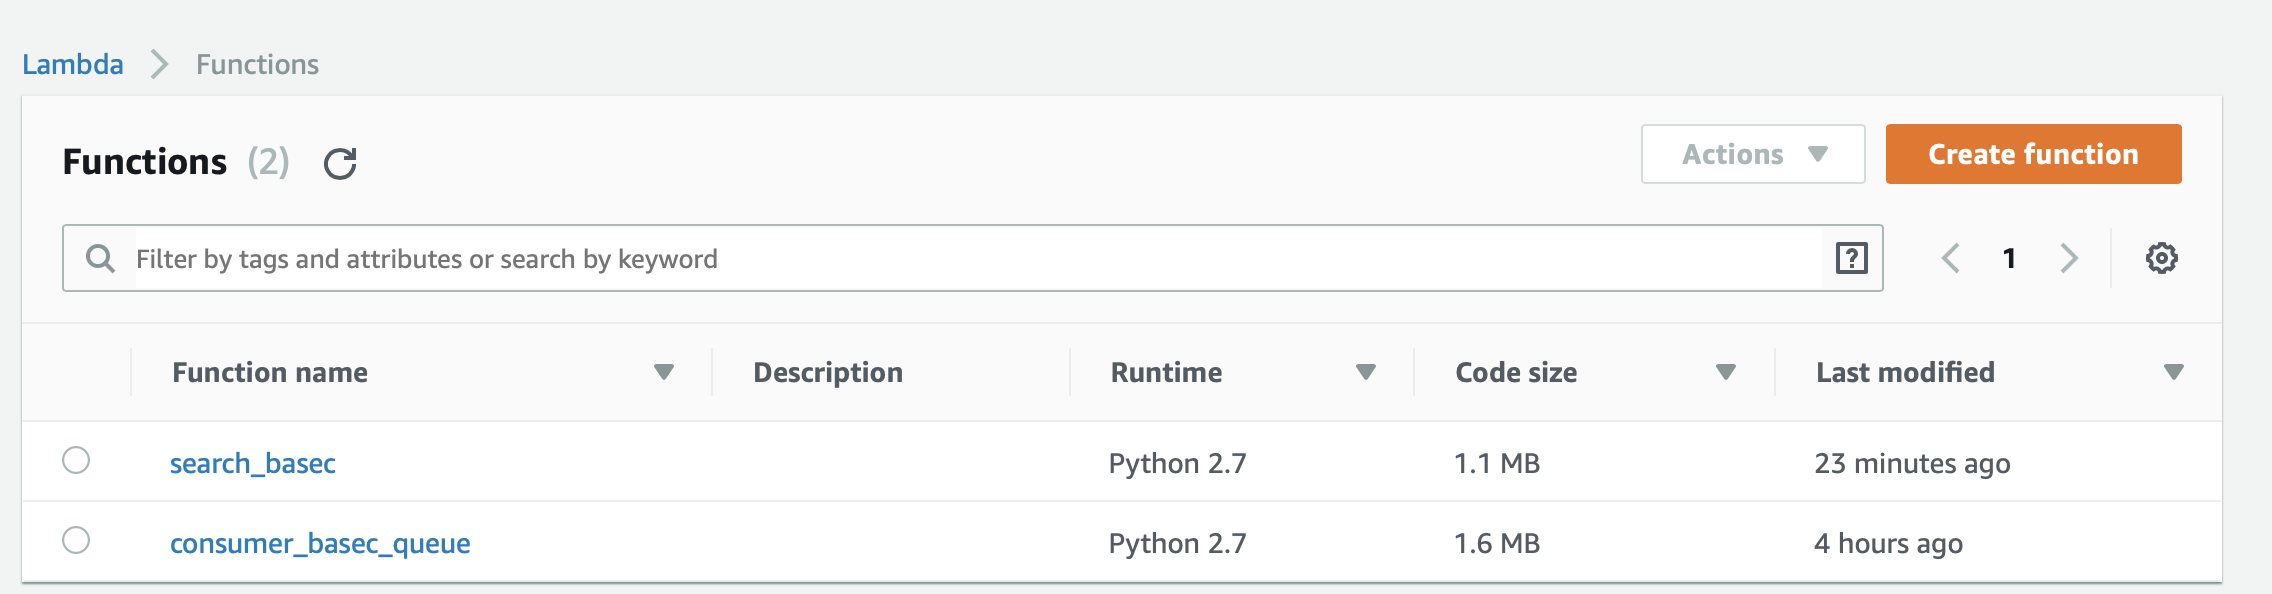 Lambda > Functions
Functions (2)
Actions
Create function
Filter by tags and attributes or search by keyword
?
1
Function name Description Runtime Code size Last modified
search_basec Python 2.7 1.1 MB 23 minutes ago
consumer_basec_queue Python 2.7 1.6 MB 4 hours ago